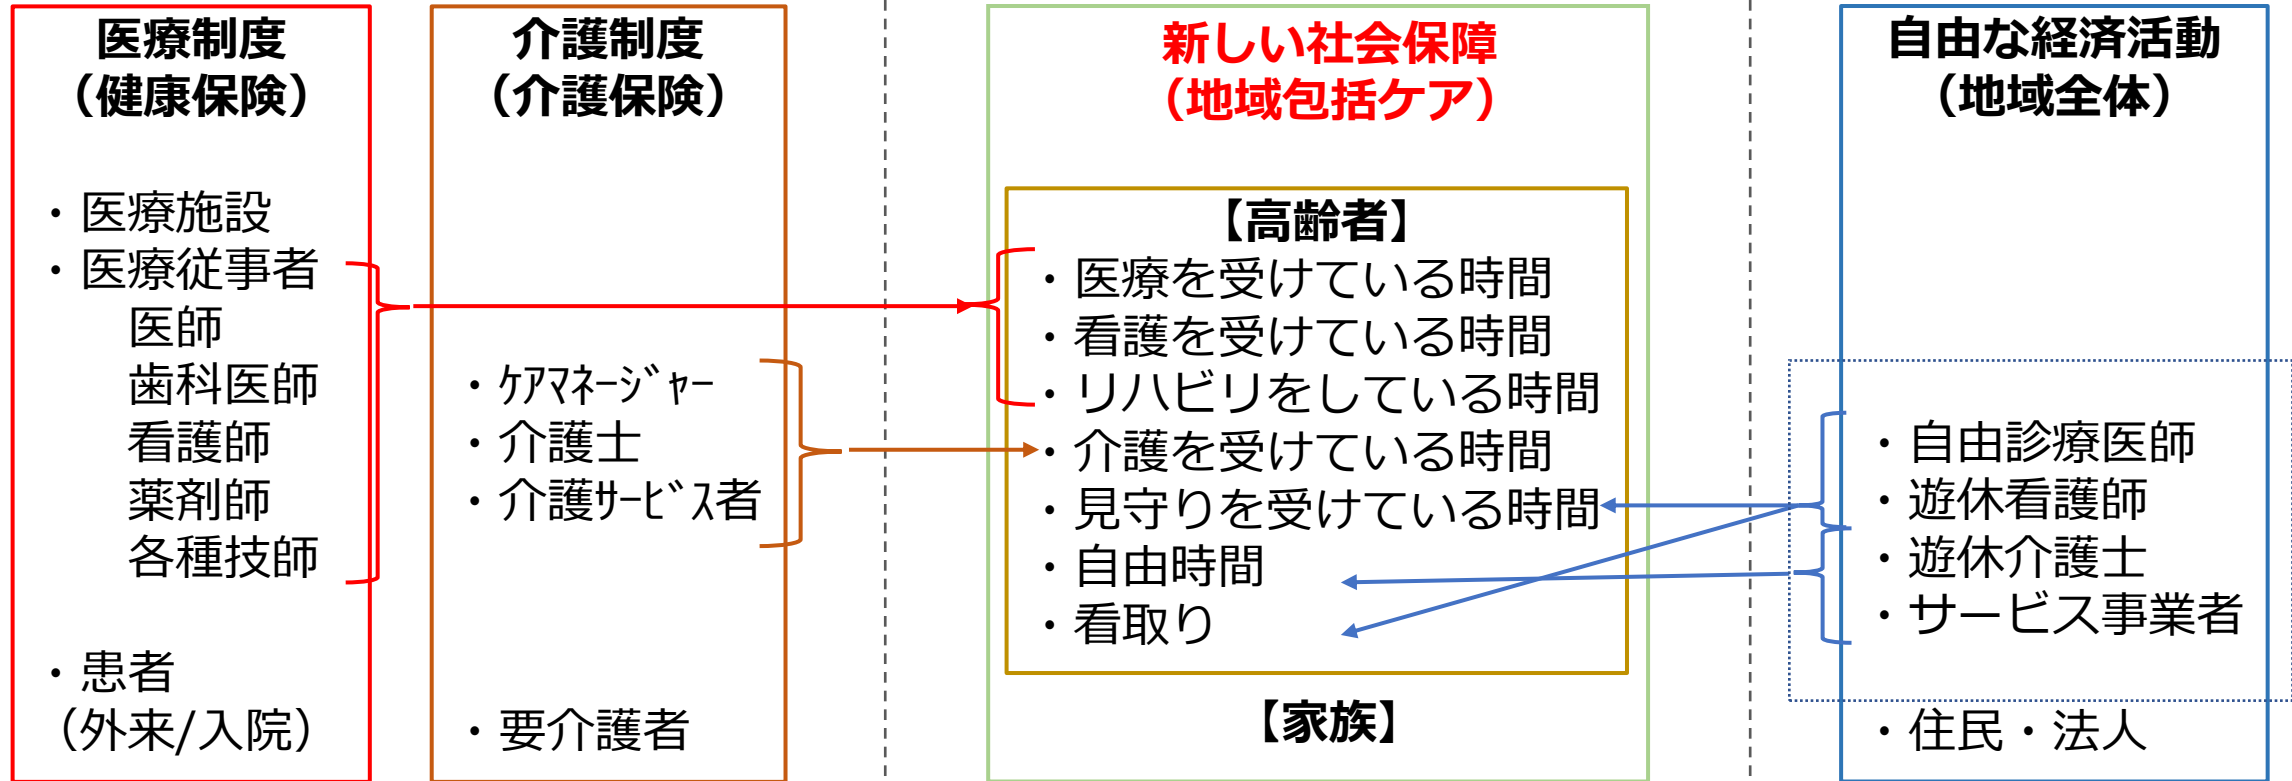 医療制度
（健康保険）
・医療施設
・医療従事者
医師
歯科医師
看護師
薬剤師
各種技師
・患者
（外来/入院）
介護制度
（介護保険）
・ｹｱﾏﾈｰｼﾞｬｰ
・介護士
・介護ｻｰﾋﾞｽ者
・要介護者
新しい社会保障
（地域包括ケア）
【高齢者】
・医療を受けている時間
・看護を受けている時間
・リハビリをしている時間
・介護を受けている時間
・見守りを受けている時間
・自由時間
・看取り
【家族】
自由な経済活動
（地域全体）
・自由診療医師
・遊休看護師
・遊休介護士
・サービス事業者
・住民・法人